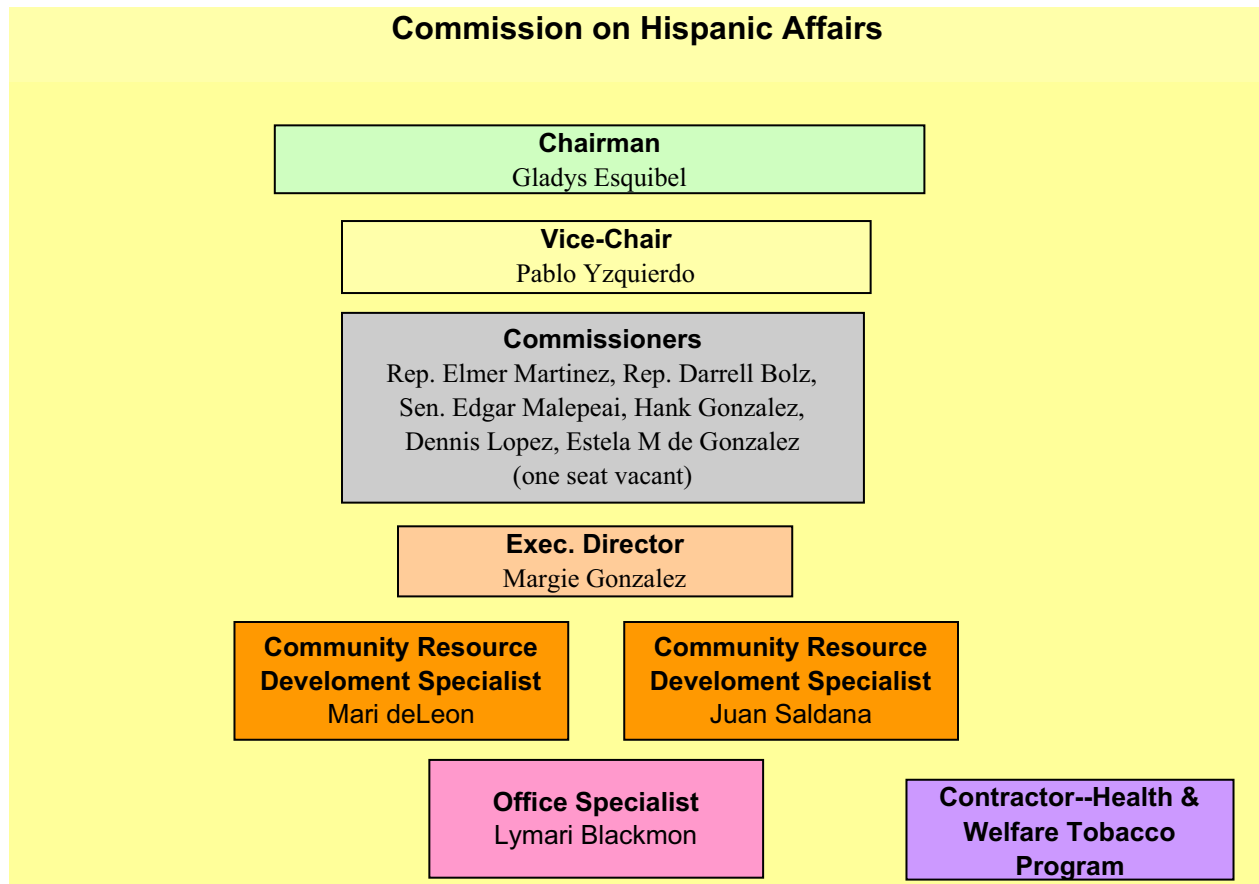 Commission on Hispanic Affairs
Chairman
Gladys Esquibel
Vice-Chair
Pablo Yzquierdo
Commissioners
Rep. Elmer Martinez, Rep. Darrell Bolz,
Sen. Edgar Malepeai, Hank Gonzalez,
Dennis Lopez, Estela M de Gonzalez
(one seat vacant)
Exec. Director
Margie Gonzalez
Community Resource
Develoment Specialist
Mari deLeon
Community Resource
Develoment Specialist
Juan Saldana
Office Specialist
Lymari Blackmon
Contractor--Health &
Welfare Tobacco
Program